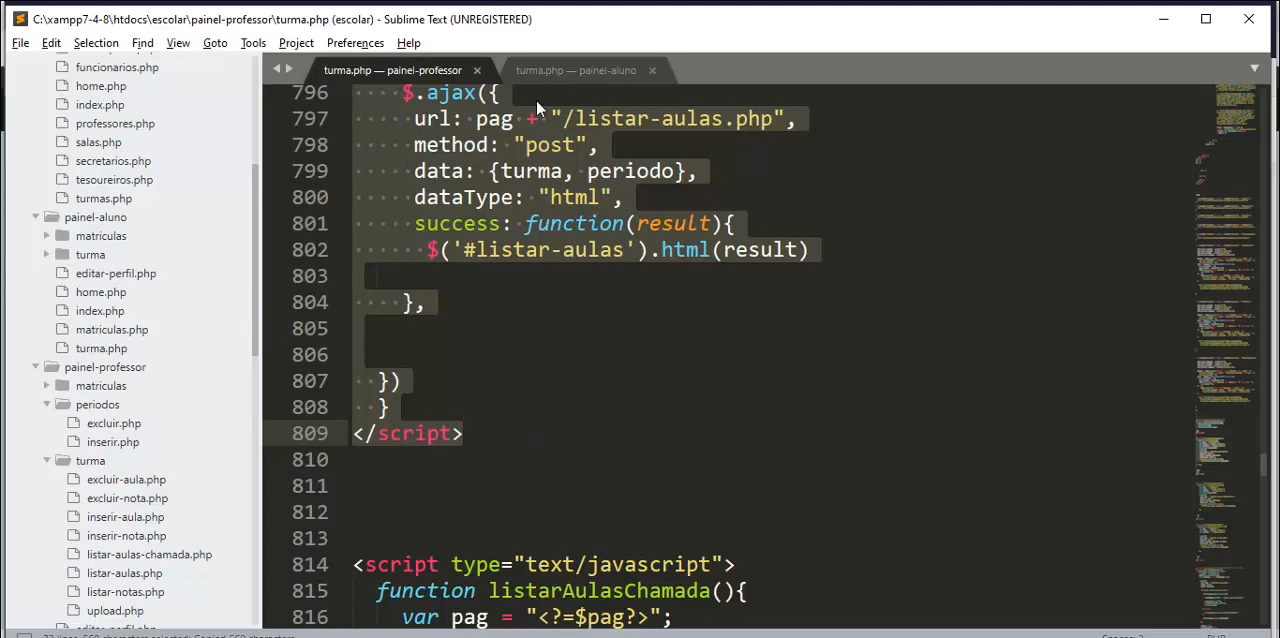 C:\xampp7-4-8\htdocs\escolar\painel-professor\turma.php (escolar) - Sublime Text (UNREGISTERED)
File Edit Selection Find View Goto Tools Project Preferences Help
funcionarios.php
home.php
index.php
professores.php
salas.php
secretarios.php
tesoureiros.php
turmas.php
painel-aluno
matriculas
turma
editar-perfil.php
home.php
index.php
matriculas.php
turma.php
painel-professor
matriculas
periodos
excluir.php
inserir.php
turma
excluir-aula.php
excluir-nota.php
inserir-aula.php
inserir-nota.php
listar-aulas-chamada.php
listar-aulas.php
listar-notas.php
upload.php
editar-perfil.php
turma.php — painel-professor
turma.php — painel-aluno
796 $.ajax({
797 url: pag + "/listar-aulas.php",
798 method: "post",
799 data: {turma, periodo},
800 dataType: "html",
801 success: function(result){
802 $('#listar-aulas').html(result)
803
804 },
805
806
807 })
808 }
809 </script>
810
811
812
813
814 <script type="text/javascript">
815 function listarAulasChamada(){
816 var pag = "<?=$pag?>";